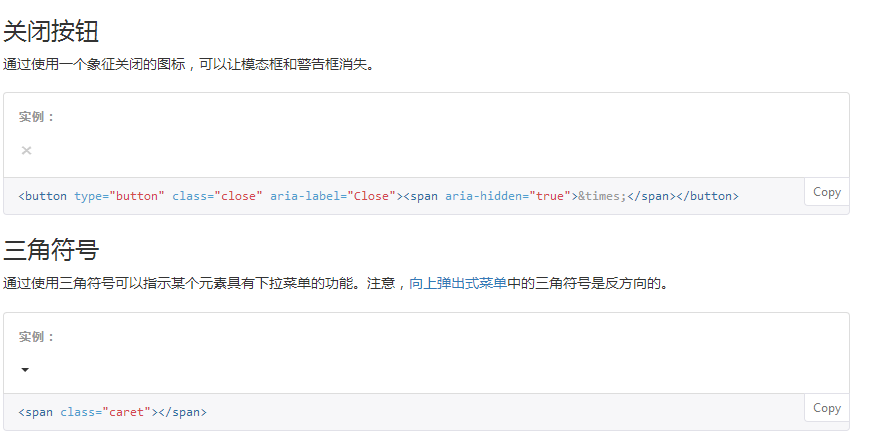 关闭按钮
通过使用一个象征关闭的图标，可以让模态框和警告框消失。
实例：
×
<button type="button" class="close" aria-label="Close"><span aria-hidden="true">&times;</span></button>
Copy
三角符号
通过使用三角符号可以指示某个元素具有下拉菜单的功能。注意，向上弹出式菜单中的三角符号是反方向的。
实例：
<span class="caret"></span>
Copy